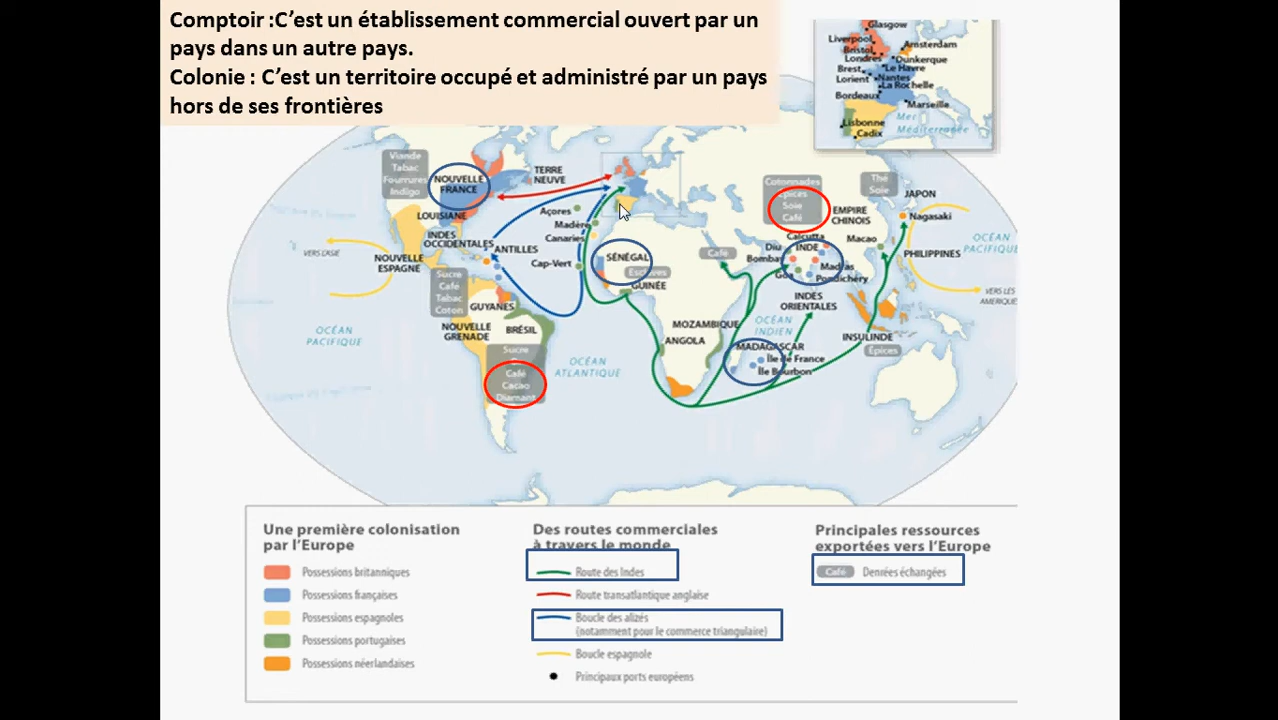 Comptoir :C'est un établissement commercial ouvert par un
pays dans un autre pays.
Colonie : C'est un territoire occupé et administré par un pays
hors de ses frontières
Glasgow
Liverpool
Bristol
Londres
Amsterdam
Dunkerque
Brest
Le Havre
Lorient
Nantes
La Rochelle
Bordeaux
Marseille
Mer
Méditerranée
Lisbonne
Cadix
Viande
Tabac
Fourrures
Indigo
NOUVELLE
FRANCE
TERRE
NEUVE
LOUISIANE
INDES
OCCIDENTALES
ANTILLES
Açores
Madère
Canaries
Cap-Vert
VERS L'ASIE
NOUVELLE
ESPAGNE
Sucre
Café
Tabac
Coton
GUYANES
NOUVELLE
GRENADE
BRÉSIL
Sucre
Café
Cacao
Diamant
OCÉAN
PACIFIQUE
OCÉAN
ATLANTIQUE
SÉNÉGAL
Esclaves
GUINÉE
ANGOLA
MOZAMBIQUE
Café
Cotonnades
Épices
Soie
Café
Thé
Soie
EMPIRE
CHINOIS
JAPON
Nagasaki
Calcutta
Diu
INDE
Bombay
Goa
Madras
Pondichéry
Macao
PHILIPPINES
OCÉAN
PACIFIQUE
VERS LES
INDES
ORIENTALES
OCÉAN
INDIEN
MADAGASCAR
Île de France
Île Bourbon
INSULINDE
Épices
Une première colonisation
par l'Europe
Possessions britanniques
Possessions françaises
Possessions espagnoles
Possessions portugaises
Possessions néerlandaises
Des routes commerciales
à travers le monde
Route des Indes
Route transatlantique anglaise
Boucle des alizés
(notamment pour le commerce triangulaire)
Boucle espagnole
Principaux ports européens
Principales ressources
exportées vers l'Europe
Café
Denrées échangées